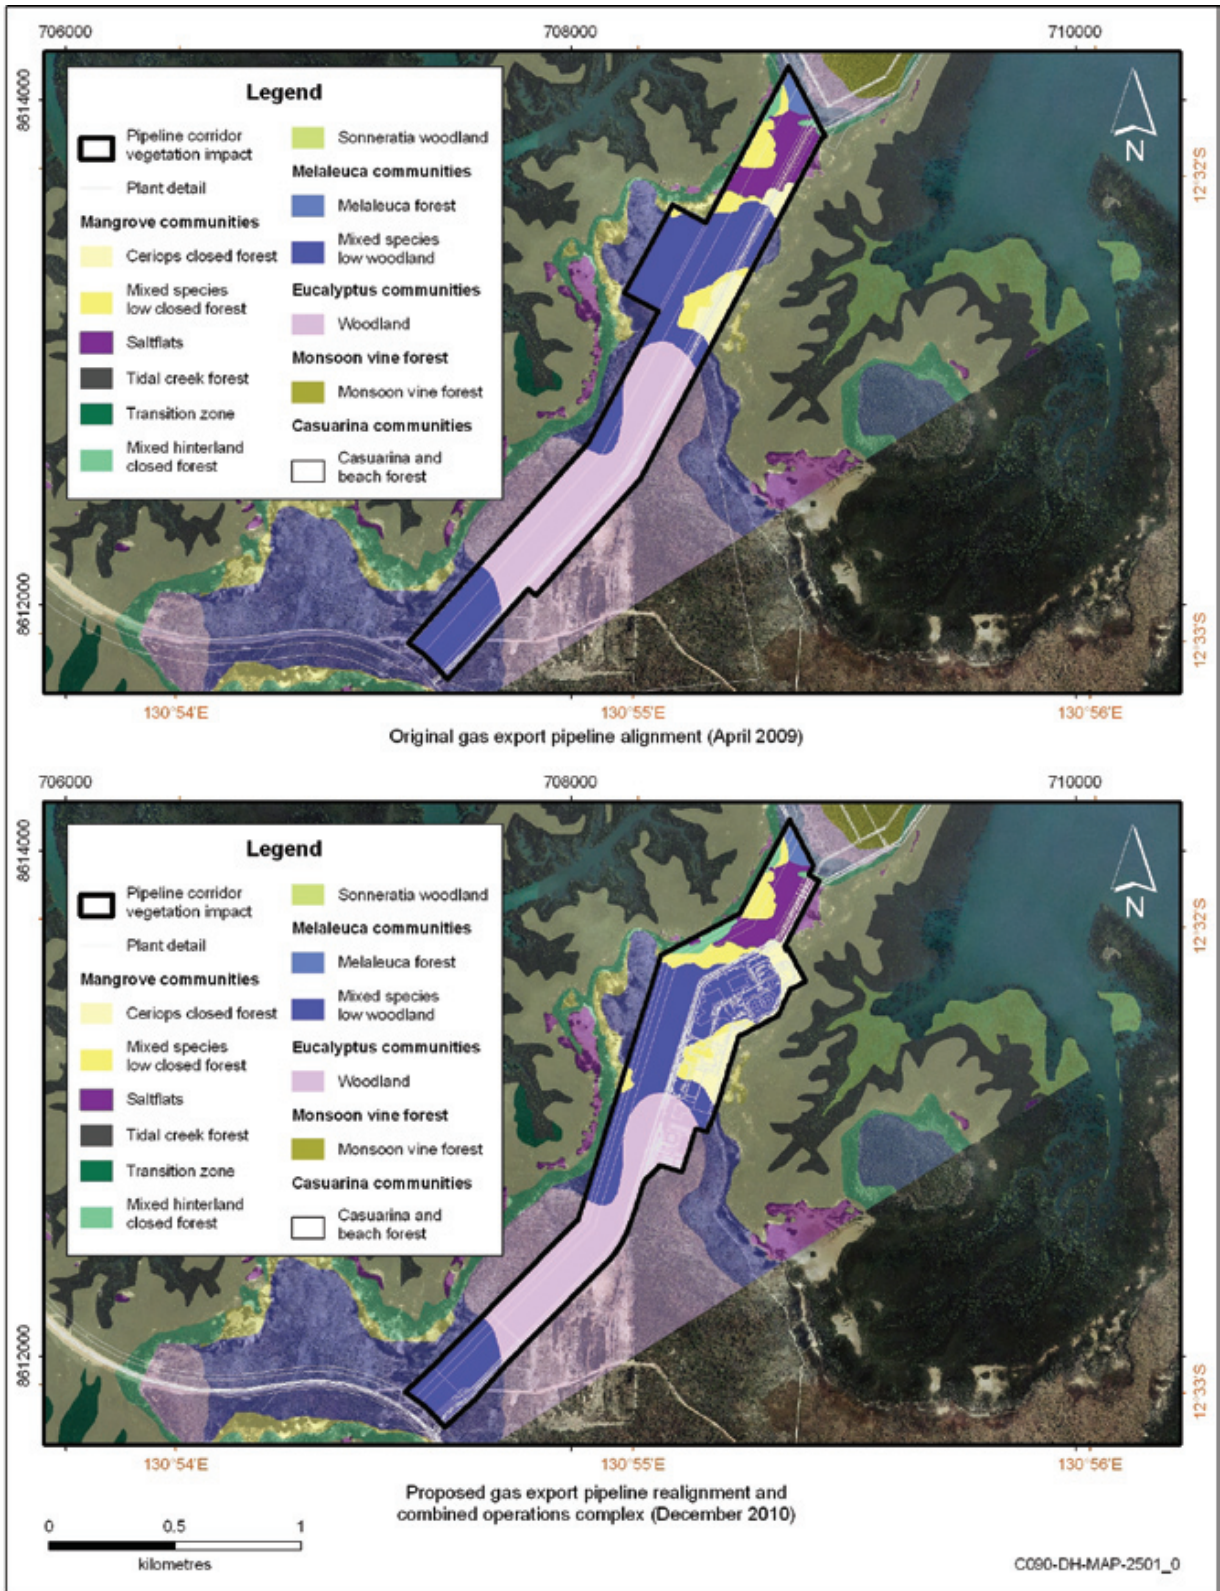 706000
708000
710000
8614000
8612000
12°32'S
12°33'S
N
Legend
Pipeline corridor
vegetation impact
Plant detail
Mangrove communities
Ceriops closed forest
Mixed species
low closed forest
Saltflats
Tidal creek forest
Transition zone
Mixed hinterland
closed forest
Sonneratia woodland
Melaleuca communities
Melaleuca forest
Mixed species
low woodland
Eucalyptus communities
Woodland
Monsoon vine forest
Monsoon vine forest
Casuarina communities
Casuarina and
beach forest
130°54'E
130°55'E
130°56'E
Original gas export pipeline alignment (April 2009)
706000
708000
710000
8614000
8612000
12°32'S
12°33'S
N
Legend
Pipeline corridor
vegetation impact
Plant detail
Mangrove communities
Ceriops closed forest
Mixed species
low closed forest
Saltflats
Tidal creek forest
Transition zone
Mixed hinterland
closed forest
Sonneratia woodland
Melaleuca communities
Melaleuca forest
Mixed species
low woodland
Eucalyptus communities
Woodland
Monsoon vine forest
Monsoon vine forest
Casuarina communities
Casuarina and
beach forest
130°54'E
130°55'E
130°56'E
Proposed gas export pipeline realignment and
combined operations complex (December 2010)
0 0.5 1
kilometres
C090-DH-MAP-2501_0